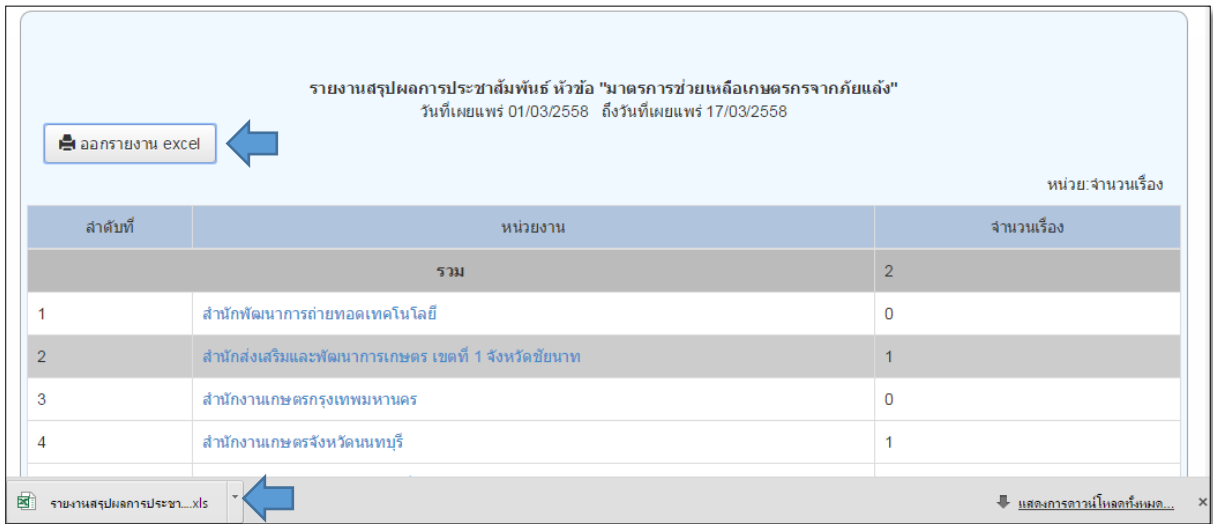 รายงานสรุปผลการประชาสัมพันธ์ หัวข้อ "มาตรการช่วยเหลือเกษตรกรจากภัยแล้ง"
วันที่เผยแพร่ 01/03/2558 ถึงวันที่เผยแพร่ 17/03/2558
ออกรายงาน excel
หน่วย:จำนวนเรื่อง
ลำดับที่ หน่วยงาน จำนวนเรื่อง
รวม 2
1 สำนักพัฒนาการถ่ายทอดเทคโนโลยี 0
2 สำนักส่งเสริมและพัฒนาการเกษตร เขตที่ 1 จังหวัดชัยนาท 1
3 สำนักงานเกษตรกรุงเทพมหานคร 0
4 สำนักงานเกษตรจังหวัดนนทบุรี 1
รายงานสรุปผลการประชา....xls แสดงการดาวน์โหลดทั้งหมด...